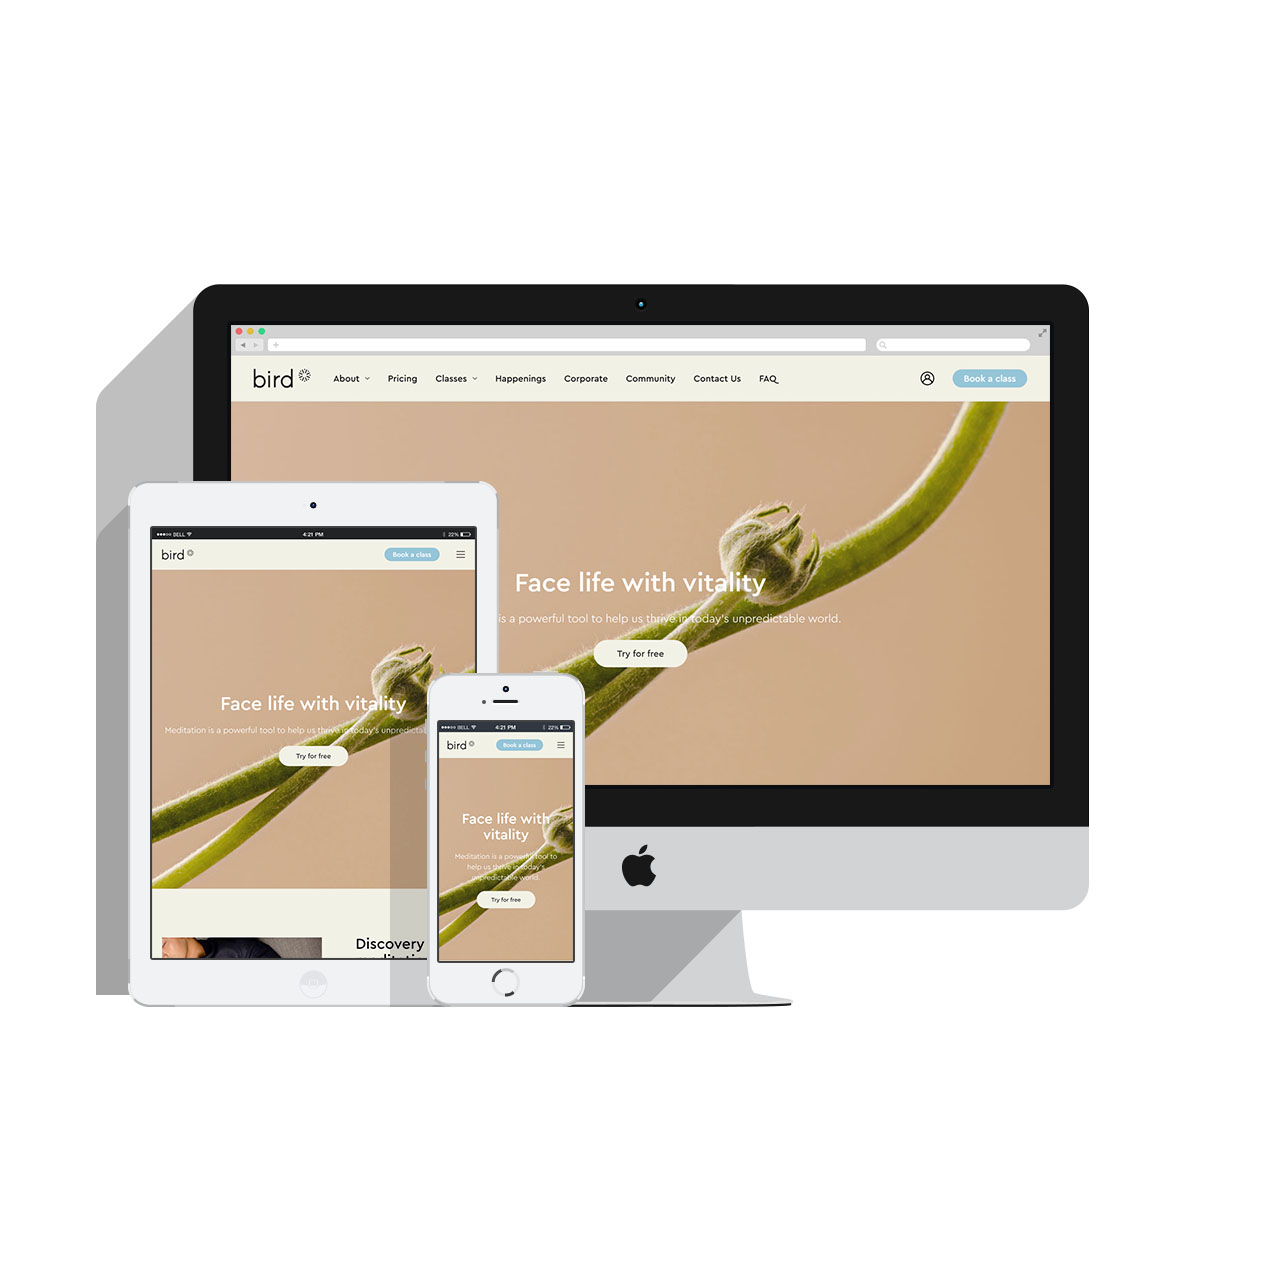 bird
About
Pricing
Classes
Happenings
Corporate
Community
Contact Us
FAQ
Book a class
Face life with vitality
is a powerful tool to help us thrive in today's unpredictable world.
Try for free
BELL
4:21 PM
22%
bird
Book a class
Face life with vitality
Meditation is a powerful tool to help us thrive in today's unpredictab
Try for free
Discovery
BELL
4:21 PM
22%
bird
Book a class
Face life with
vitality
Meditation is a powerful tool to
help us thrive in today's
unpredictable world.
Try for free